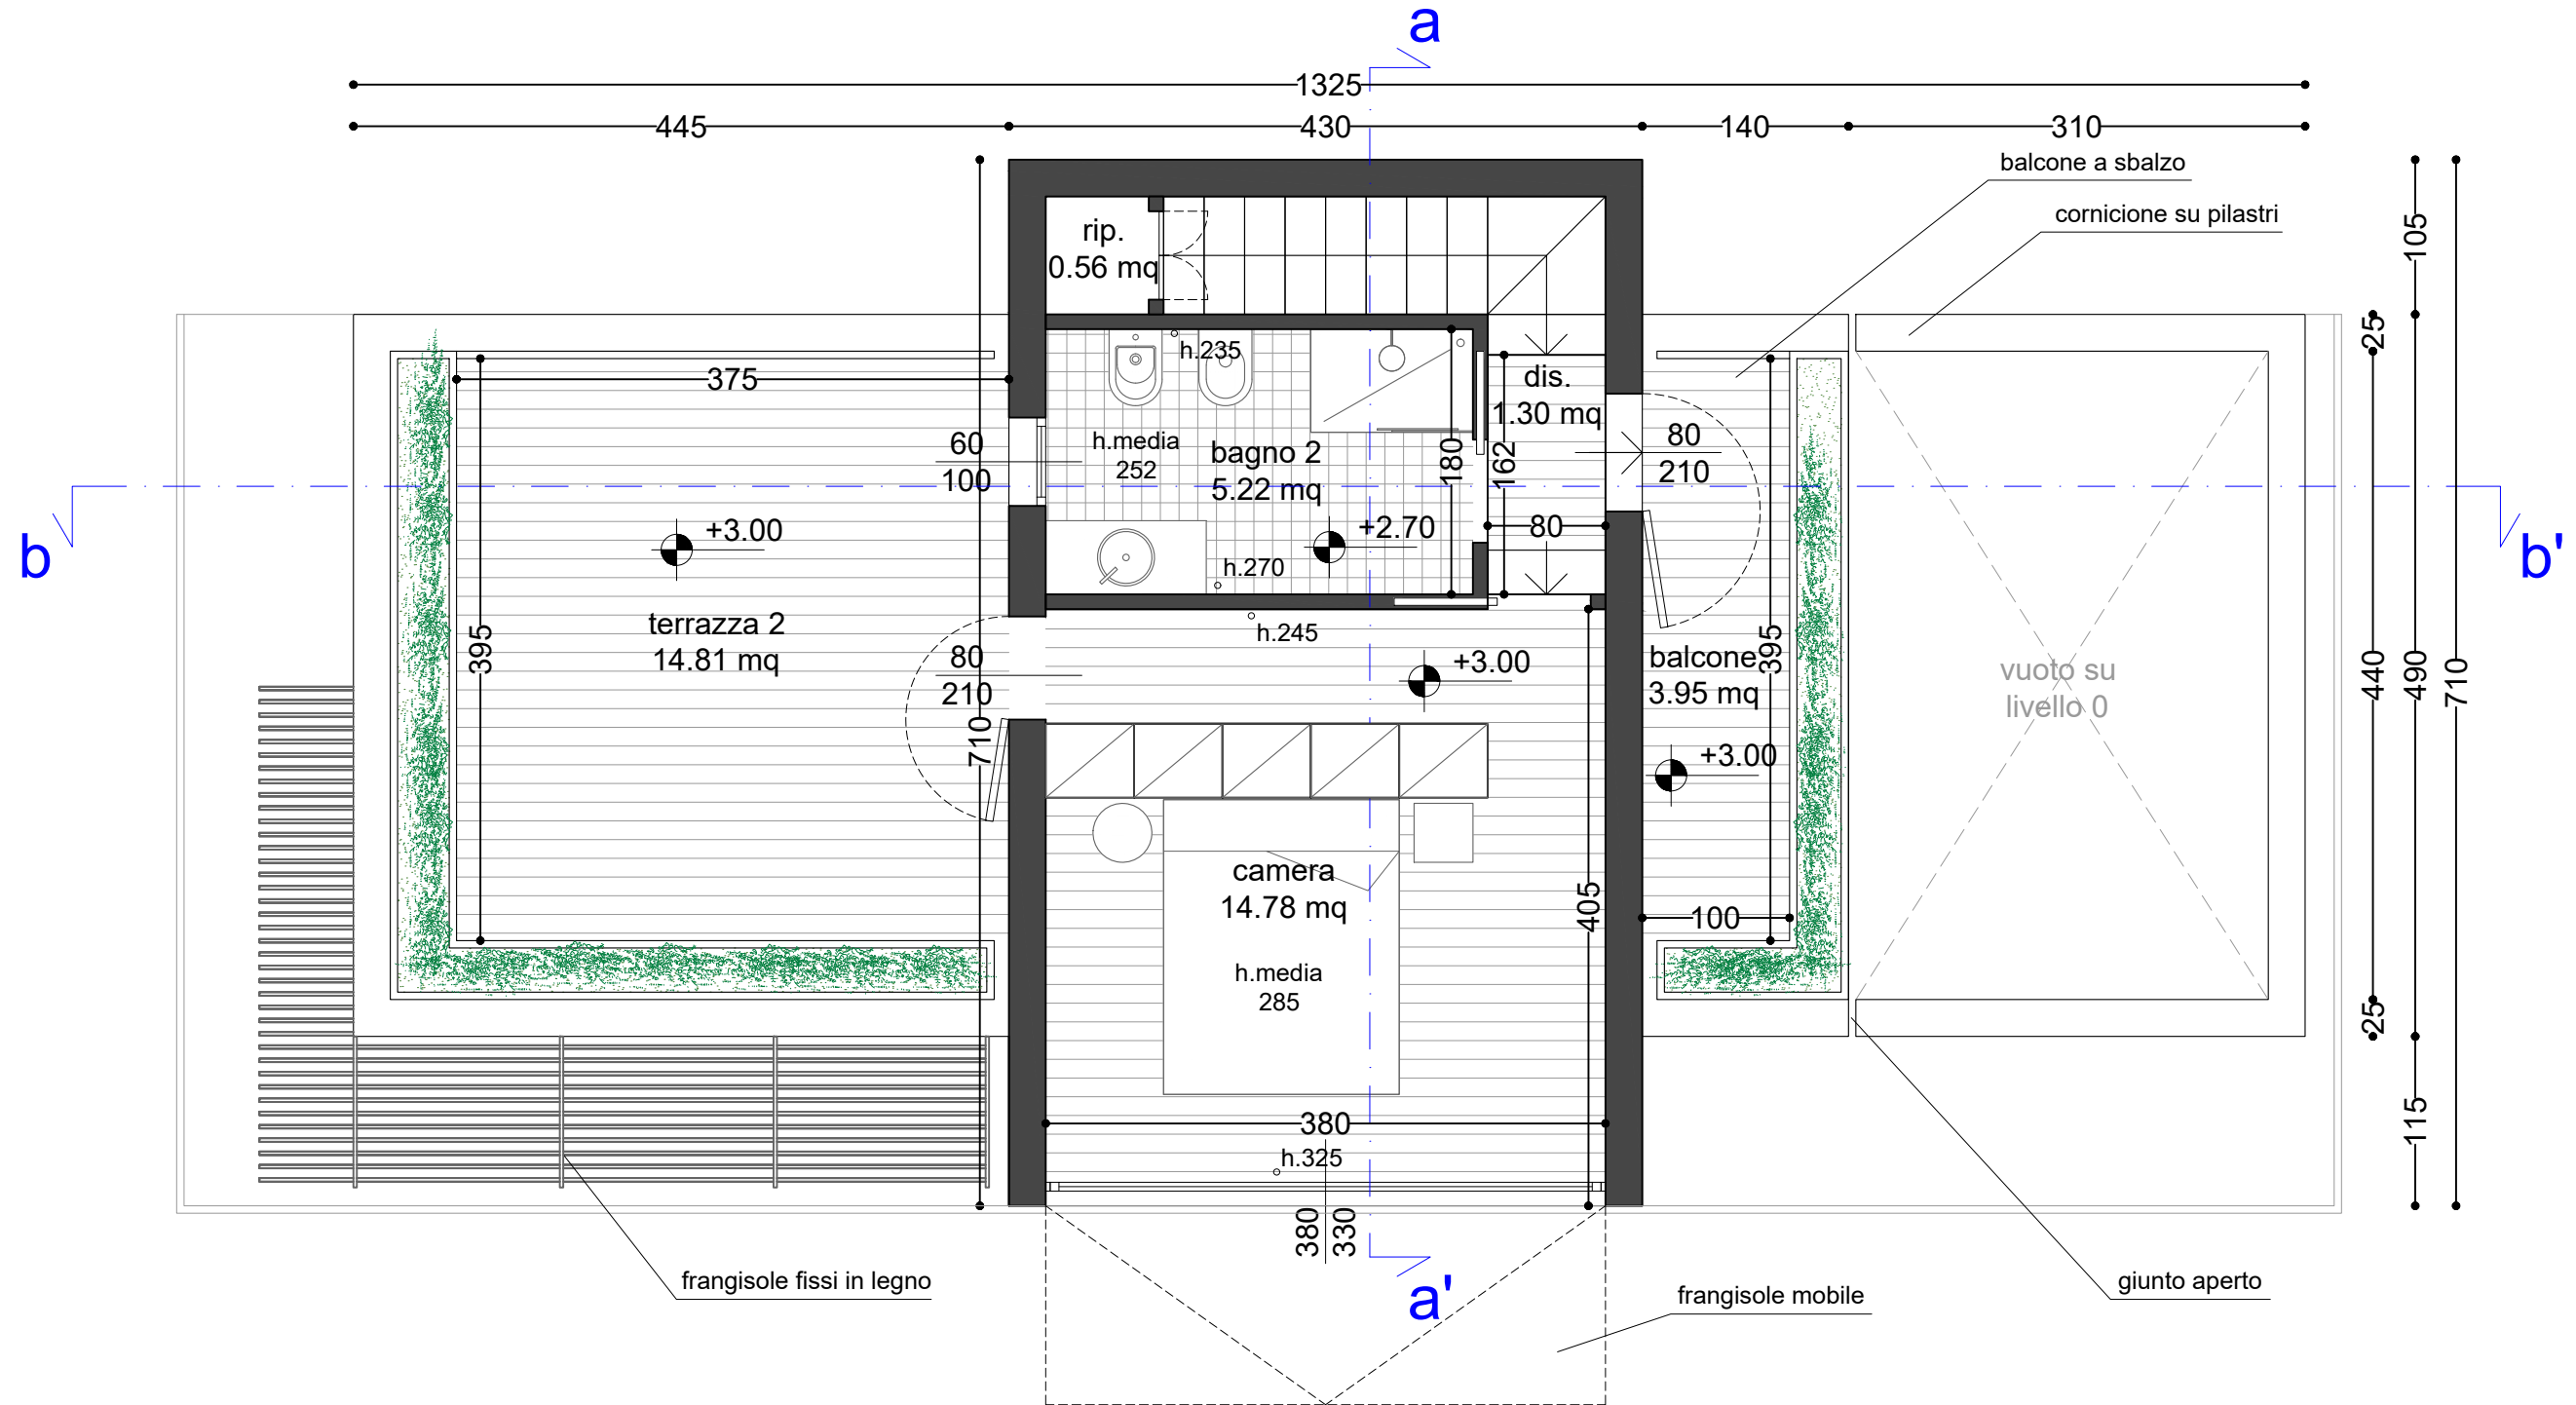 a
1325
445
430
140
310
balcone a sbalzo
cornicione su pilastri
105
rip.
0.56 mq
25
h.235
375
dis.
1.30 mq
60
100
h.media
252
bagno 2
5.22 mq
180
162
80
210
+3.00
+2.70
80
b
b'
h.270
terrazza 2
14.81 mq
395
h.245
80
210
+3.00
balcone
3.95 mq
395
vuoto su
livello 0
440
490
710
710
+3.00
camera
14.78 mq
405
100
h.media
285
25
380
115
h.325
380
330
frangisole fissi in legno
a'
frangisole mobile
giunto aperto